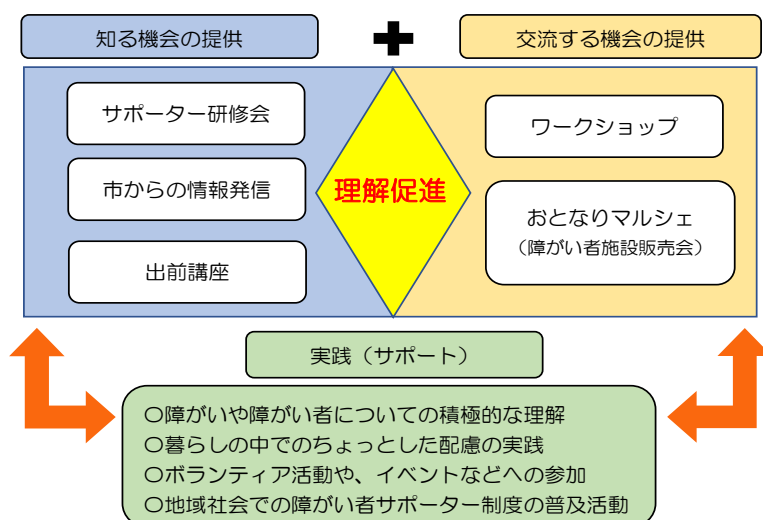 知る機会の提供
交流する機会の提供
サポーター研修会
市からの情報発信
出前講座
理解促進
ワークショップ
おとなりマルシェ
（障がい者施設販売会）
実践（サポート）
〇障がいや障がい者についての積極的な理解
〇暮らしの中でのちょっとした配慮の実践
〇ボランティア活動や、イベントなどへの参加
〇地域社会での障がい者サポーター制度の普及活動